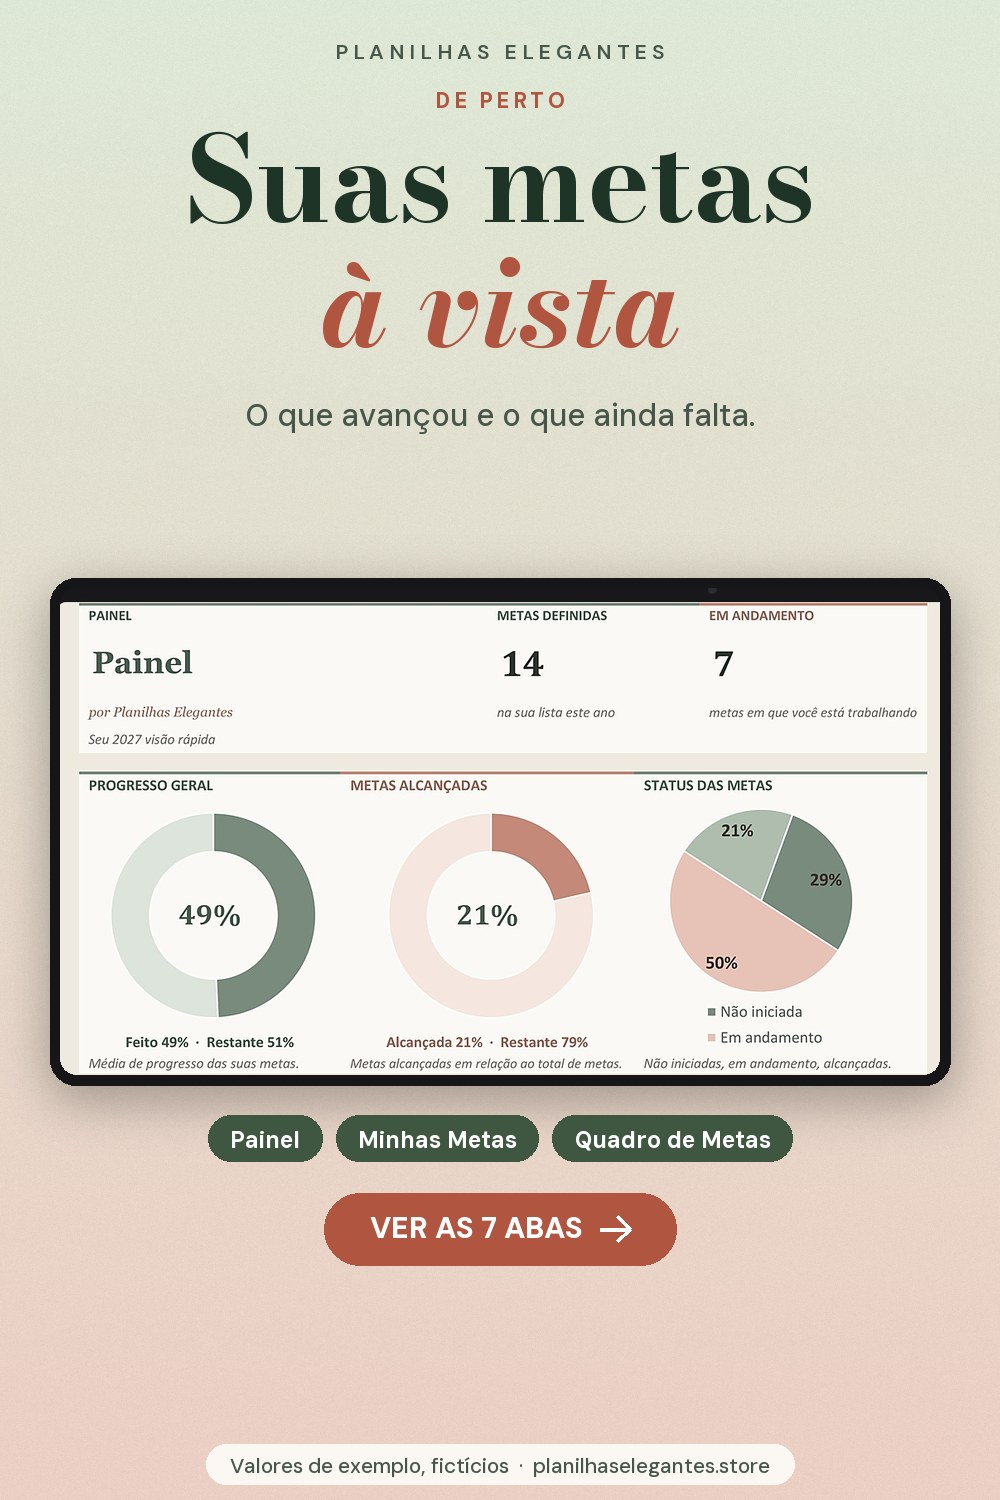 PLANILHAS ELEGANTES
DE PERTO
Suas metas
à vista
O que avançou e o que ainda falta.
PAINEL
Painel
por Planilhas Elegantes
Seu 2027 visão rápida
METAS DEFINIDAS
14
na sua lista este ano
EM ANDAMENTO
7
metas em que você está trabalhando
PROGRESSO GERAL
49%
Feito 49% · Restante 51%
Média de progresso das suas metas.
METAS ALCANÇADAS
21%
Alcançada 21% · Restante 79%
Metas alcançadas em relação ao total de metas.
STATUS DAS METAS
21%
29%
50%
Não iniciada
Em andamento
Não iniciadas, em andamento, alcançadas.
Painel
Minhas Metas
Quadro de Metas
VER AS 7 ABAS →
Valores de exemplo, fictícios · planilhaselegantes.store